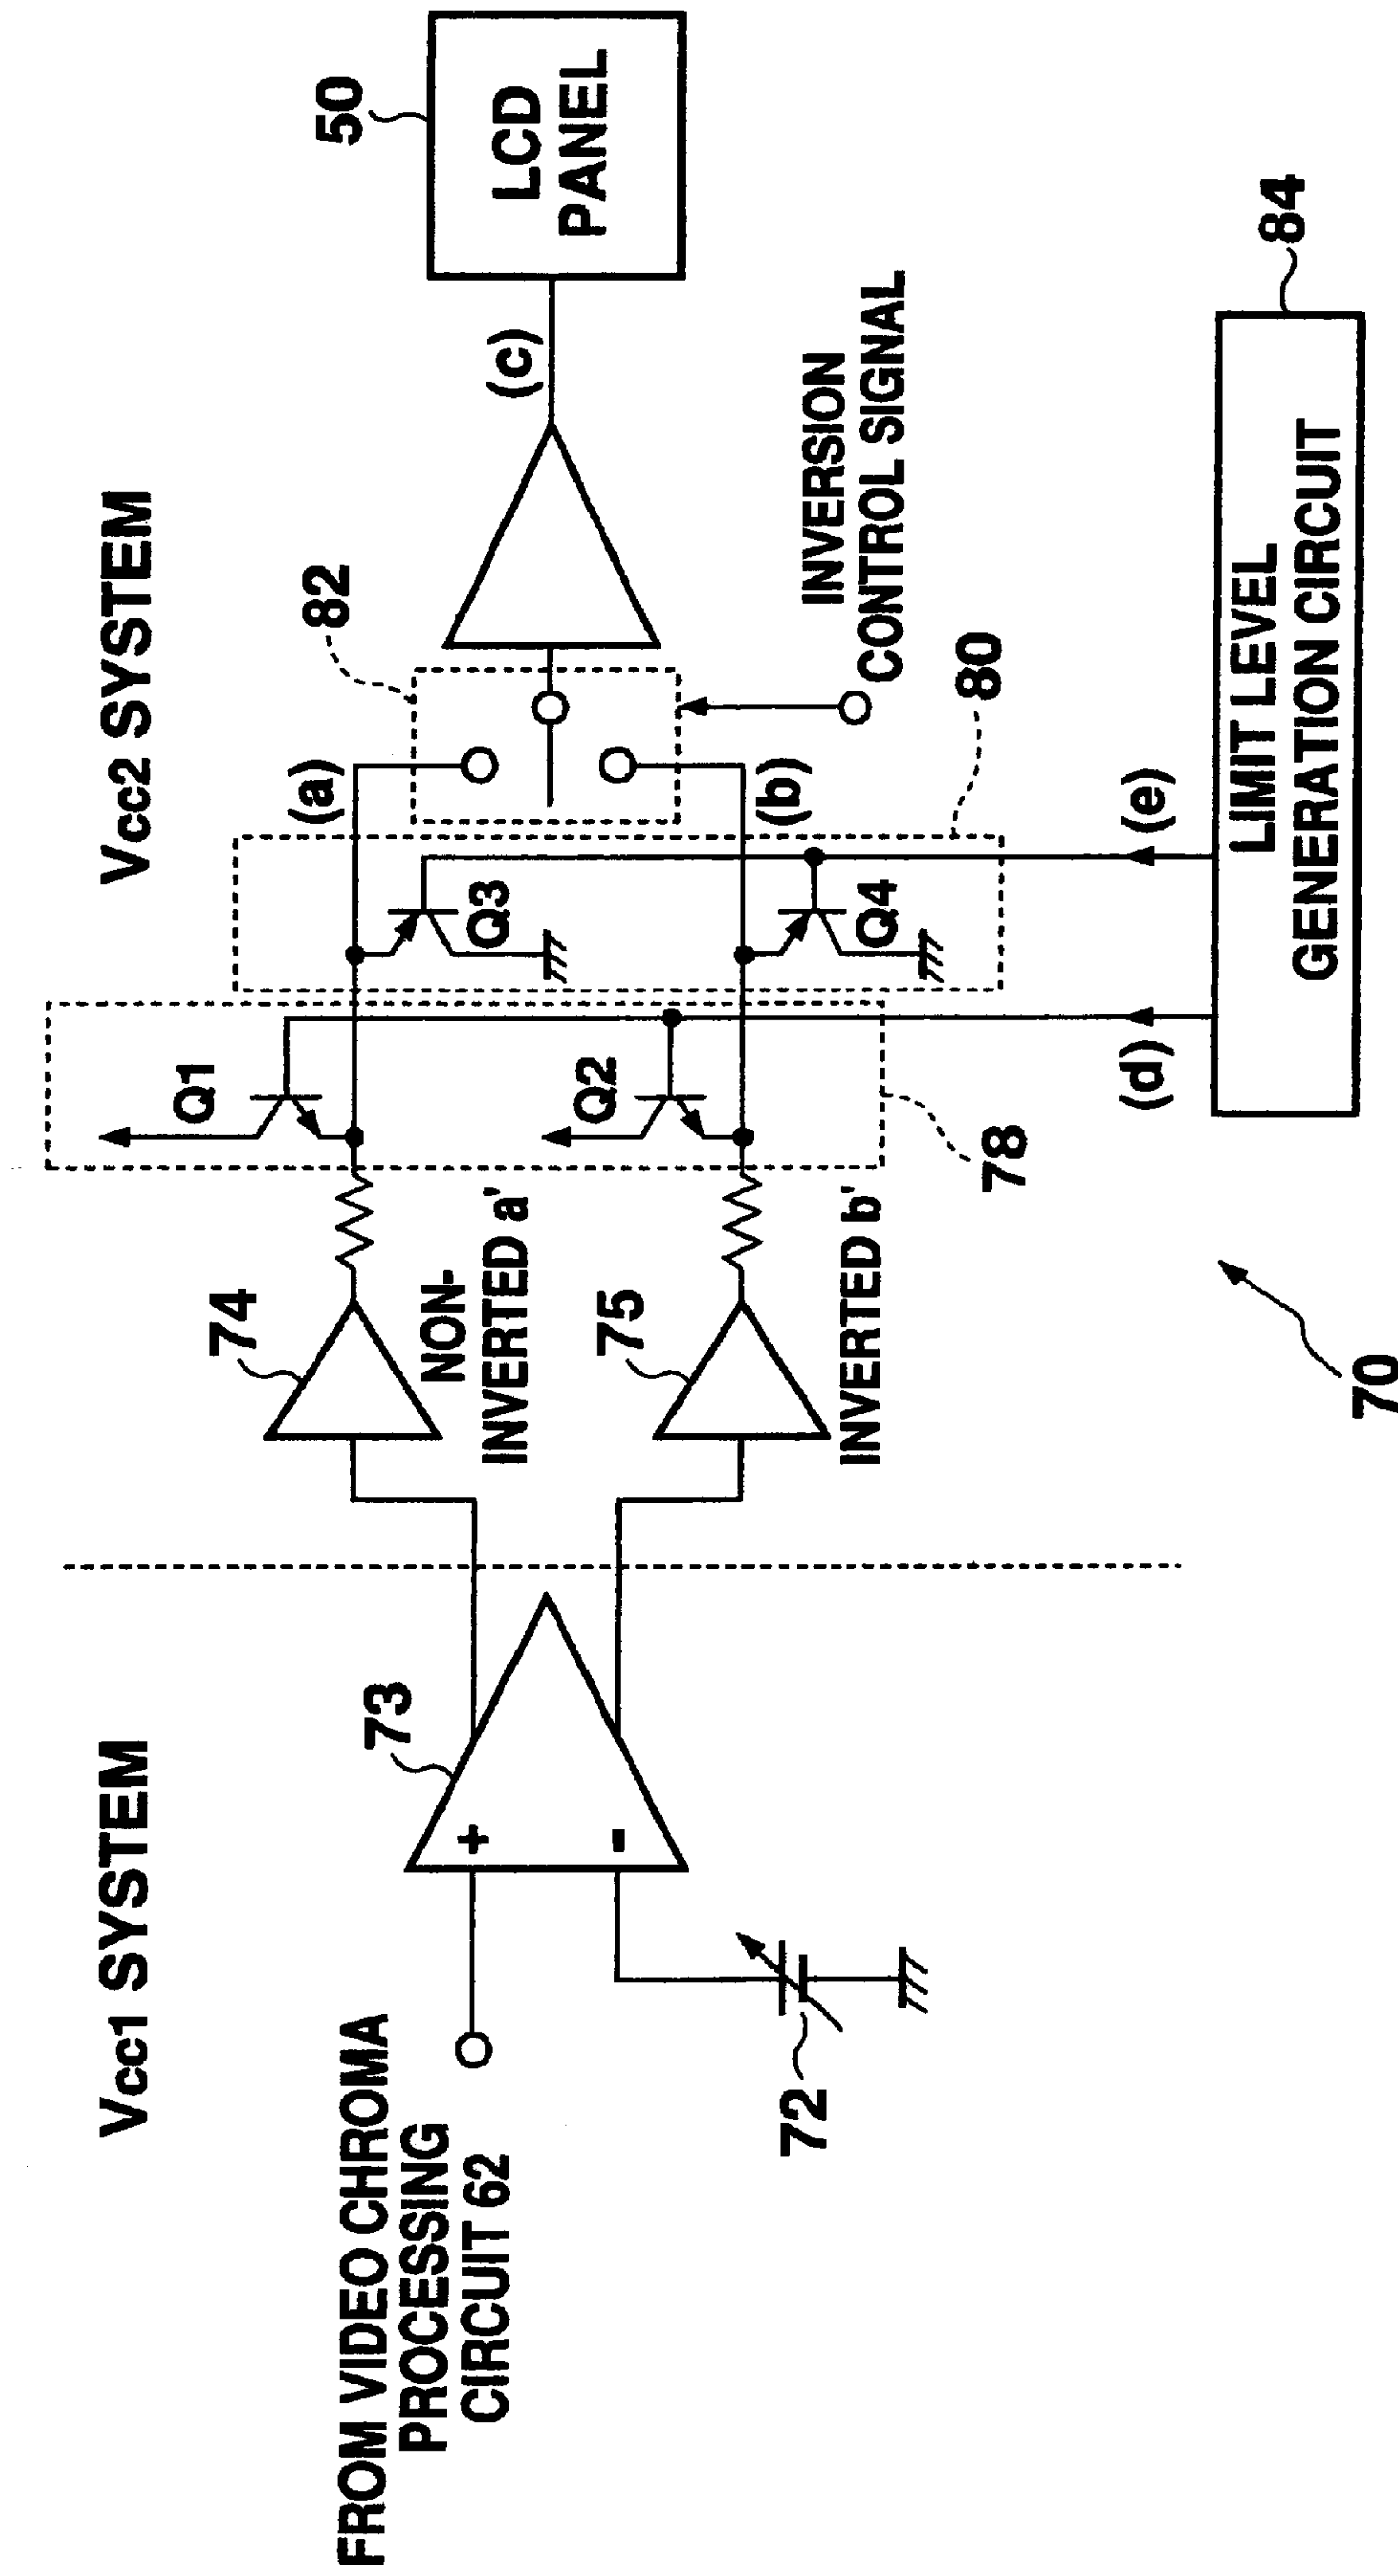 Vcc1 SYSTEM
Vcc2 SYSTEM
FROM VIDEO CHROMA
PROCESSING
CIRCUIT 62
72
73
+
-
74
NON-
INVERTED a'
75
INVERTED b'
Q1
Q2
78
Q3
Q4
80
(a)
(b)
82
INVERSION
CONTROL SIGNAL
(c)
50
LCD
PANEL
(d)
(e)
LIMIT LEVEL
GENERATION CIRCUIT
84
70